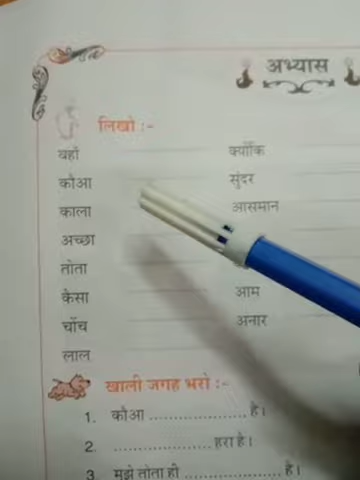 अभ्यास
लिखो :-
यहाँ क्योंकि
कौआ सुंदर
काला आसमान
अच्छा
तोता
कैसा आम
चोंच अनार
लाल
खाली जगह भरो :-
1. कौआ .................... है।
2. .................... हरा है।
3. मुझे तोता ही .................... है।